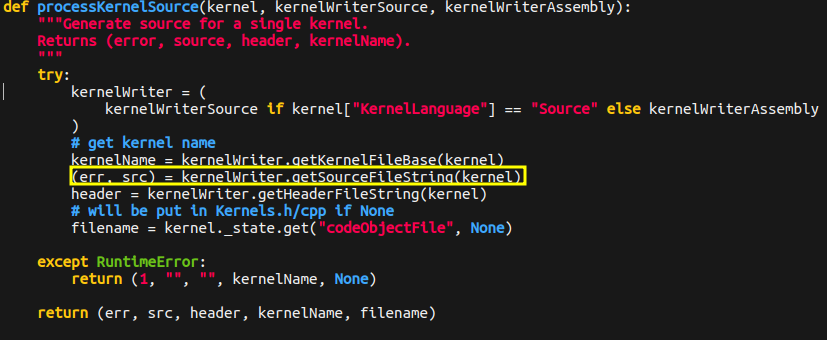 def processKernelSource(kernel, kernelWriterSource, kernelWriterAssembly):
    """Generate source for a single kernel.
    Returns (error, source, header, kernelName).
    """
    try:
        kernelWriter = (
            kernelWriterSource if kernel["KernelLanguage"] == "Source" else kernelWriterAssembly
        )
        # get kernel name
        kernelName = kernelWriter.getKernelFileBase(kernel)
        (err, src) = kernelWriter.getSourceFileString(kernel)
        header = kernelWriter.getHeaderFileString(kernel)
        # will be put in Kernels.h/cpp if None
        filename = kernel._state.get("codeObjectFile", None)
    except RuntimeError:
        return (1, "", "", kernelName, None)
    return (err, src, header, kernelName, filename)